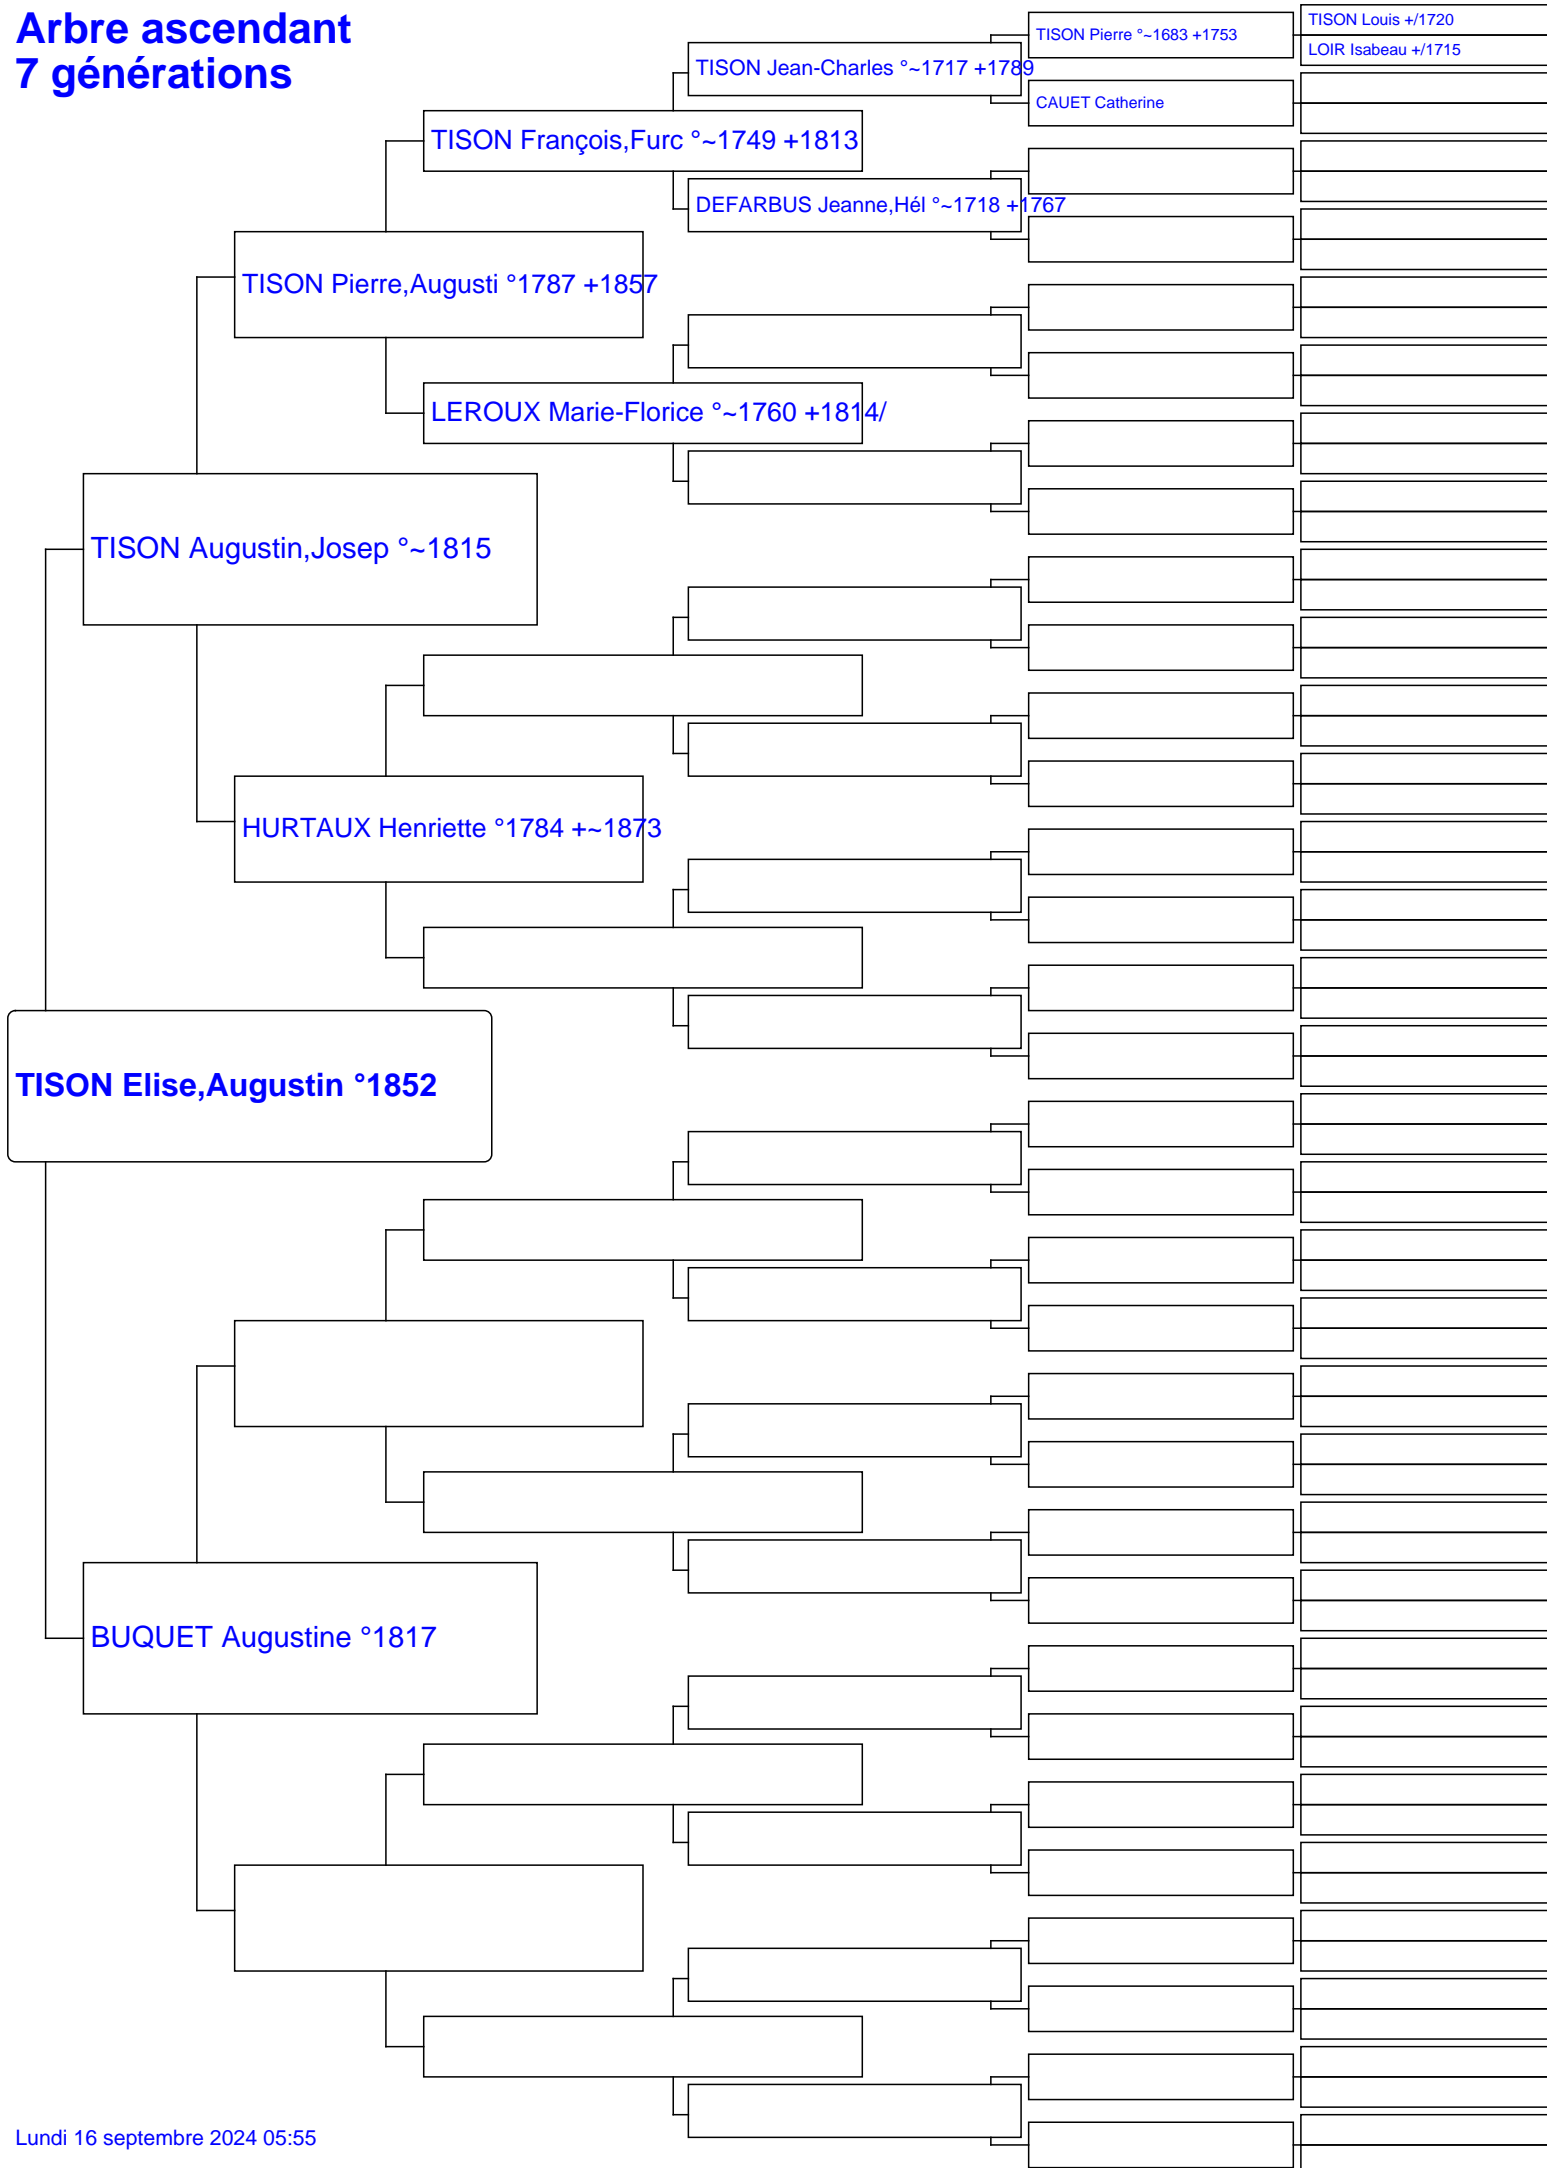 Arbre ascendant
7 générations
TISON Pierre °~1683 +1753
TISON Louis +/1720
LOIR Isabeau +/1715
TISON Jean-Charles °~1717 +1789
CAUET Catherine
TISON François,Furc °~1749 +1813
DEFARBUS Jeanne,Hél °~1718 +1767
TISON Pierre,Augusti °1787 +1857
LEROUX Marie-Florice °~1760 +1814/
TISON Augustin,Josep °~1815
HURTAUX Henriette °1784 +~1873
TISON Elise,Augustin °1852
BUQUET Augustine °1817
Lundi 16 septembre 2024 05:55